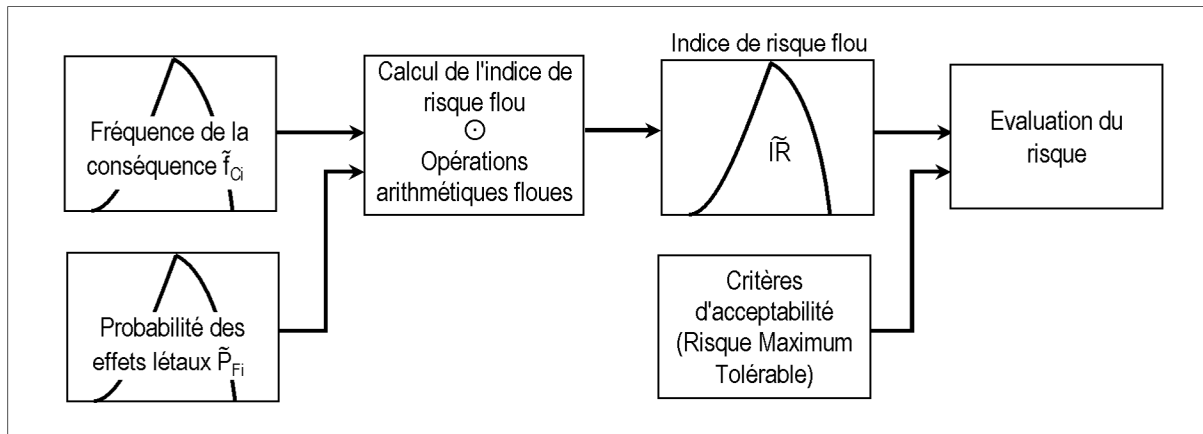 Fréquence de la
conséquence f̃Ci
Probabilité des
effets létaux P̃Fi
Calcul de l'indice de
risque flou
⊙
Opérations
arithmétiques floues
Indice de risque flou
ĨR
Critères
d'acceptabilité
(Risque Maximum
Tolérable)
Evaluation du
risque